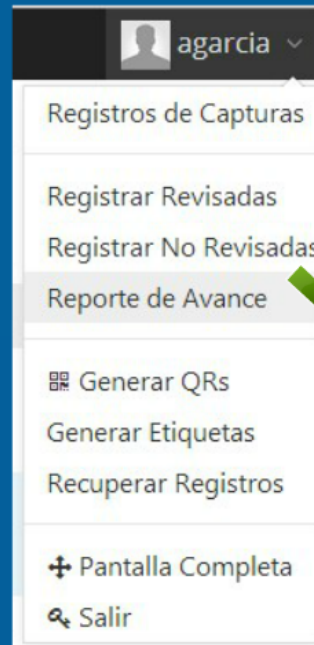 agarcia
Registros de Capturas
Registrar Revisadas
Registrar No Revisadas
Reporte de Avance
Generar QRs
Generar Etiquetas
Recuperar Registros
Pantalla Completa
Salir